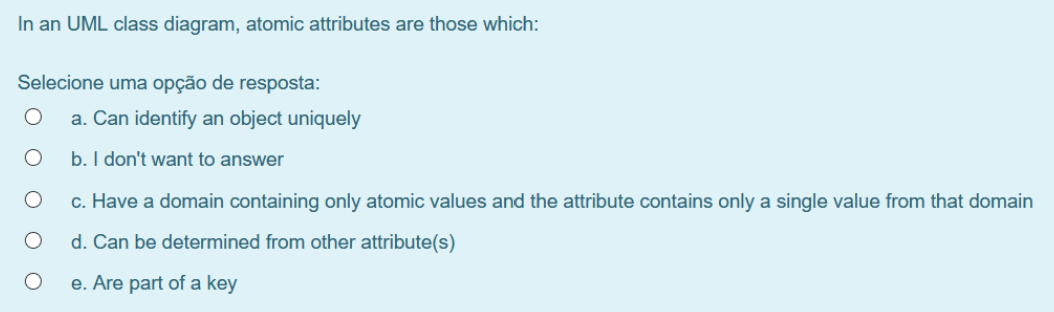 In an UML class diagram, atomic attributes are those which:
Selecione uma opção de resposta:
a. Can identify an object uniquely
b. I don't want to answer
c. Have a domain containing only atomic values and the attribute contains only a single value from that domain
d. Can be determined from other attribute(s)
e. Are part of a key